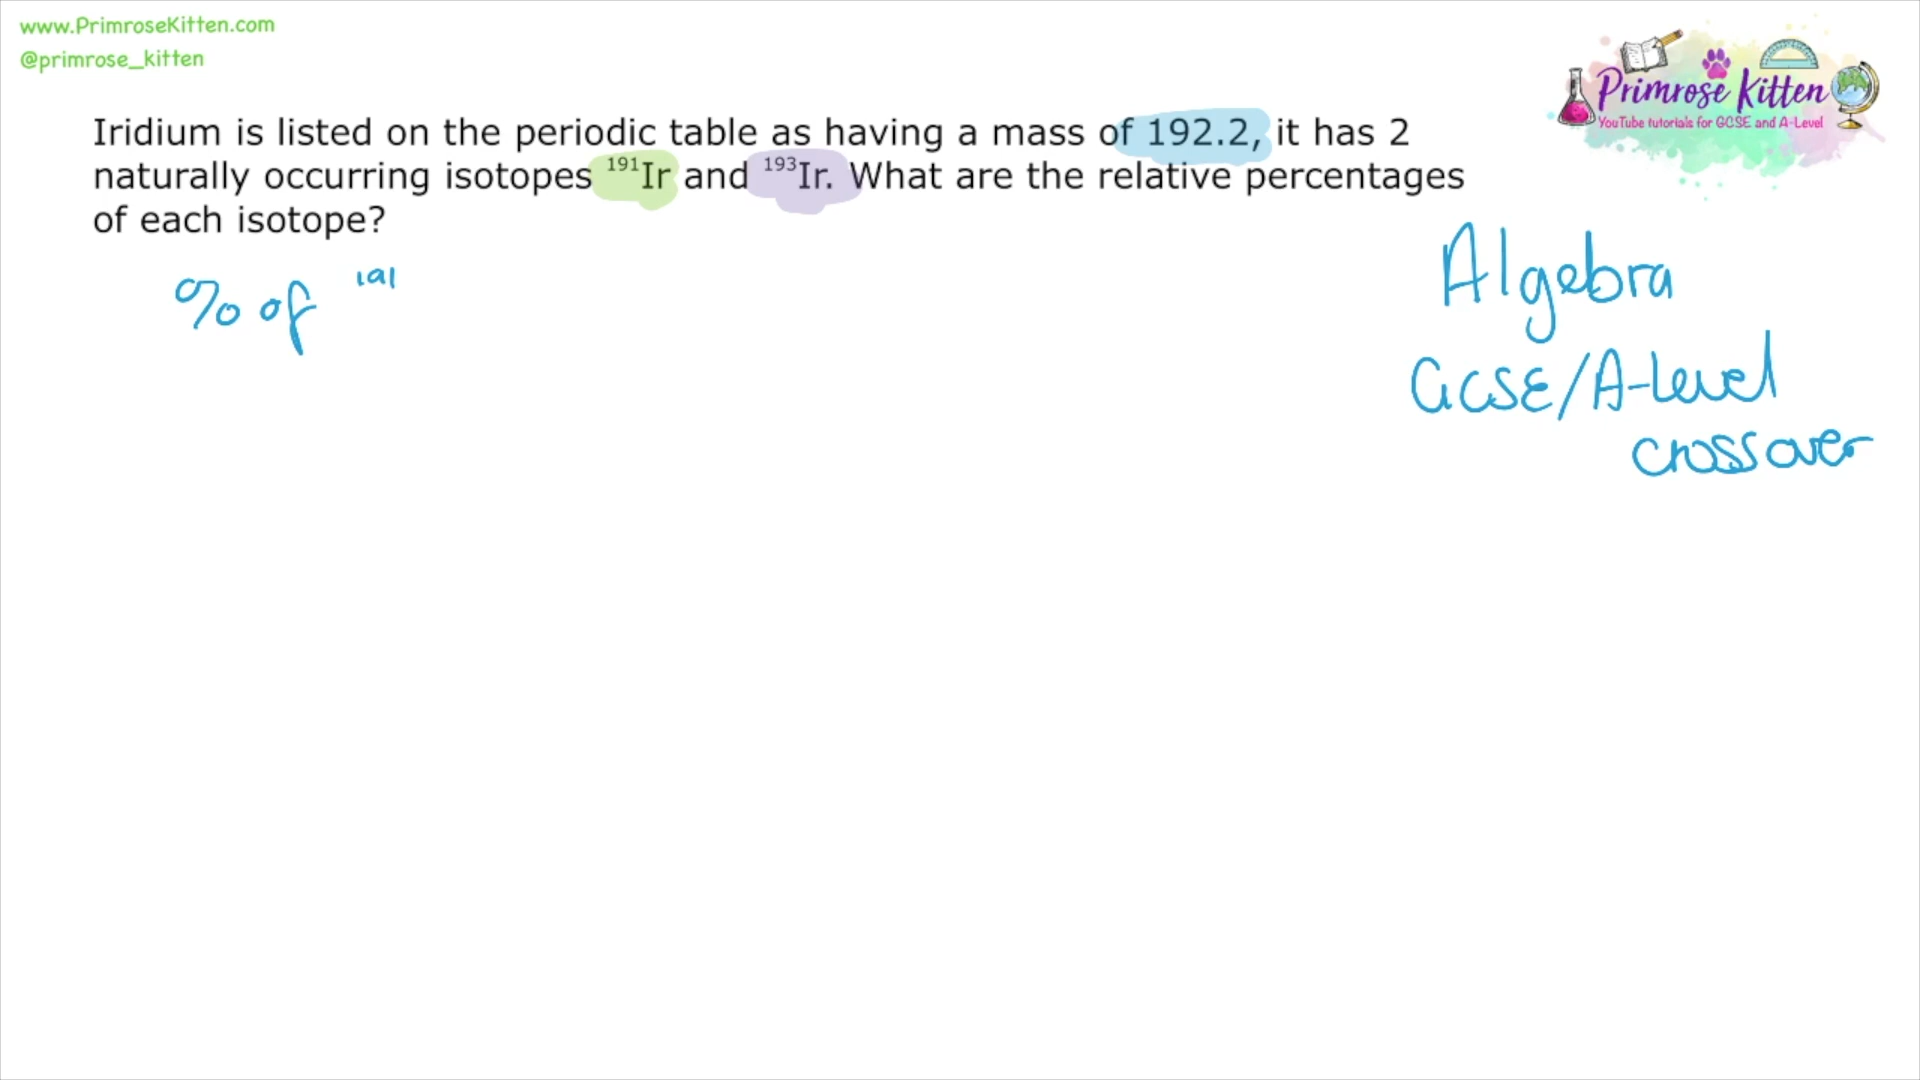 www.PrimroseKitten.com
@primrose_kitten
Primrose Kitten
YouTube tutorials for GCSE and A-Level
Iridium is listed on the periodic table as having a mass of 192.2, it has 2
naturally occurring isotopes ¹⁹¹Ir and ¹⁹³Ir. What are the relative percentages
of each isotope?
% of ¹⁹¹
Algebra
GCSE/A-Level
crossover